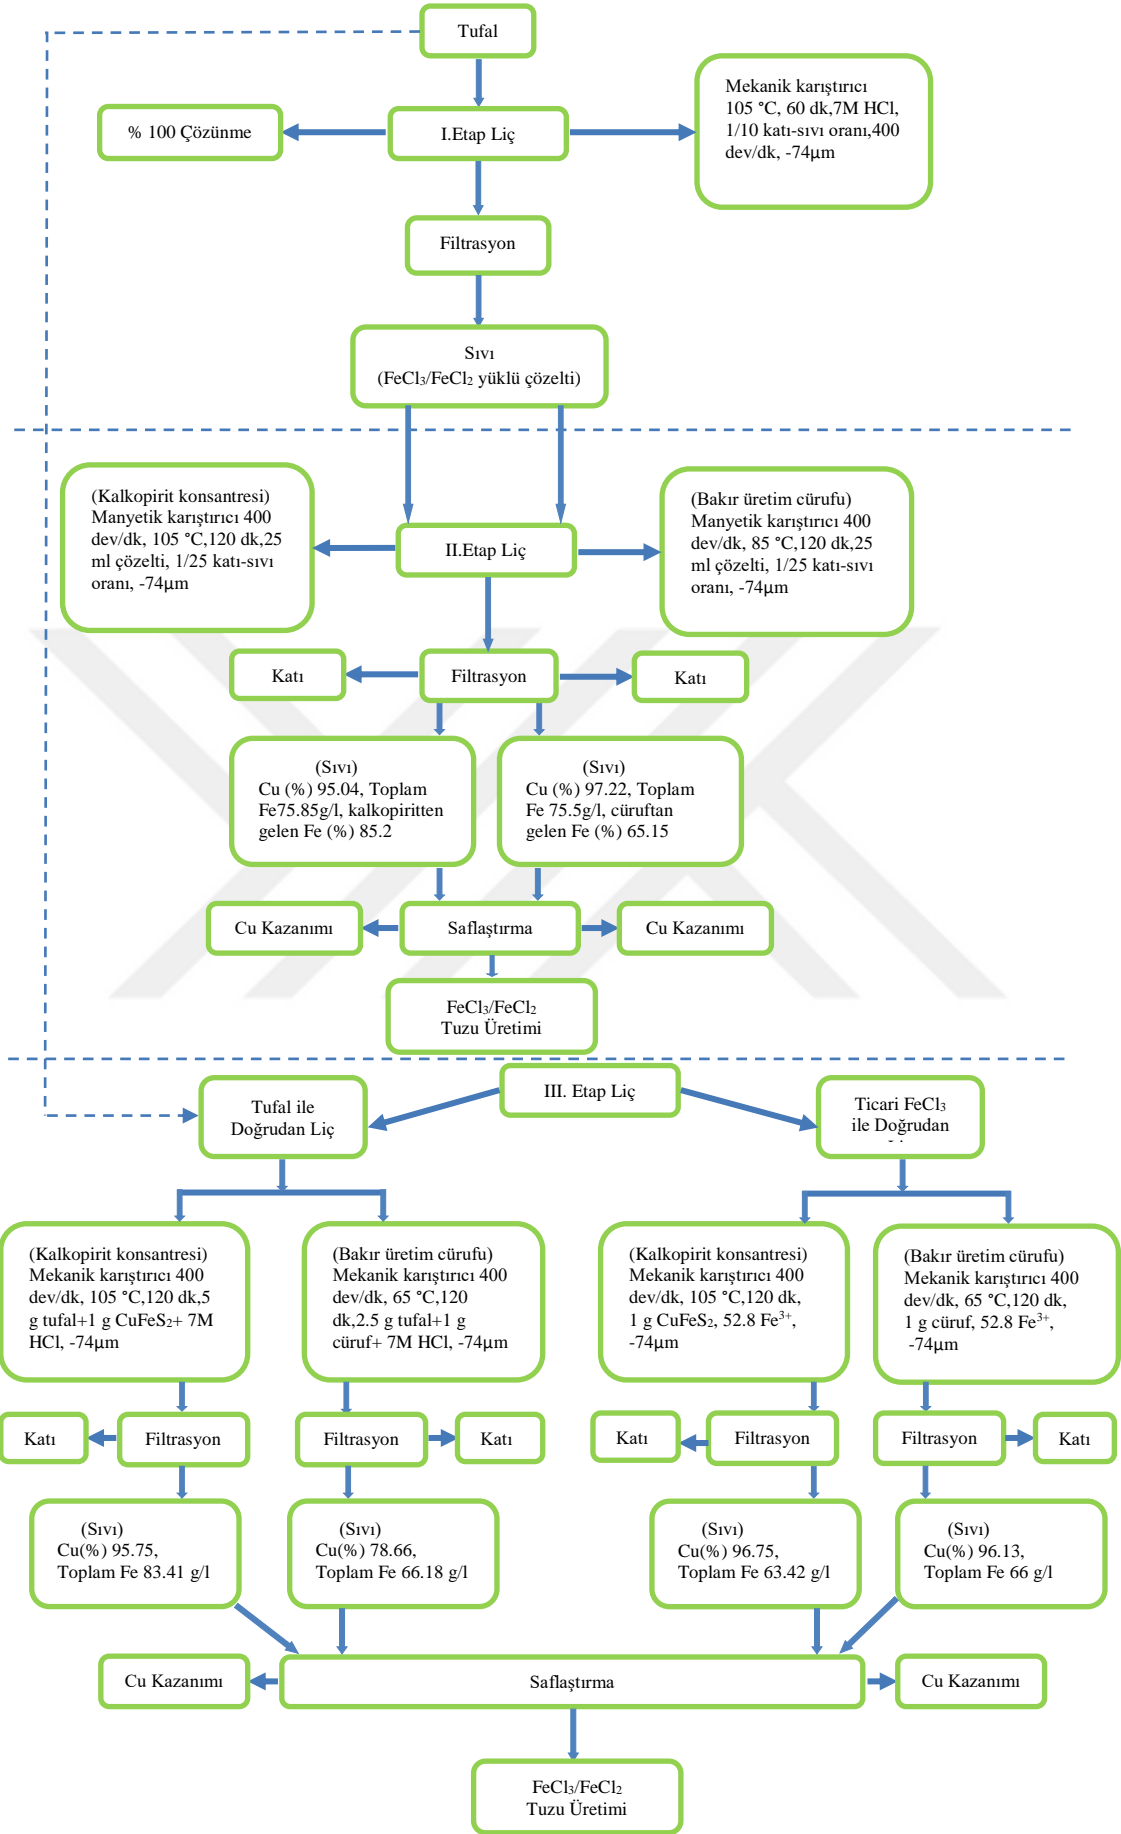 Tufal
Mekanik karıştırıcı
105 °C, 60 dk,7M HCl,
1/10 katı-sıvı oranı,400
dev/dk, -74µm
% 100 Çözünme
I.Etap Liç
Filtrasyon
Sıvı
(FeCl₃/FeCl₂ yüklü çözelti)
(Kalkopirit konsantresi)
Manyetik karıştırıcı 400
dev/dk, 105 °C,120 dk,25
ml çözelti, 1/25 katı-sıvı
oranı, -74µm
II.Etap Liç
(Bakır üretim cürufu)
Manyetik karıştırıcı 400
dev/dk, 85 °C,120 dk,25
ml çözelti, 1/25 katı-sıvı
oranı, -74µm
Katı
Filtrasyon
Katı
(Sıvı)
Cu (%) 95.04, Toplam
Fe75.85g/l, kalkopiritten
gelen Fe (%) 85.2
(Sıvı)
Cu (%) 97.22, Toplam
Fe 75.5g/l, cüruftan
gelen Fe (%) 65.15
Cu Kazanımı
Saflaştırma
Cu Kazanımı
FeCl₃/FeCl₂
Tuzu Üretimi
III. Etap Liç
Tufal ile
Doğrudan Liç
Ticari FeCl₃
ile Doğrudan
(Kalkopirit konsantresi)
Mekanik karıştırıcı 400
dev/dk, 105 °C,120 dk,5
g tufal+1 g CuFeS₂+ 7M
HCl, -74µm
(Bakır üretim cürufu)
Mekanik karıştırıcı 400
dev/dk, 65 °C,120
dk,2.5 g tufal+1 g
cüruf+ 7M HCl, -74µm
(Kalkopirit konsantresi)
Mekanik karıştırıcı 400
dev/dk, 105 °C,120 dk,
1 g CuFeS₂, 52.8 Fe³⁺,
-74µm
(Bakır üretim cürufu)
Mekanik karıştırıcı 400
dev/dk, 65 °C,120 dk,
1 g cüruf, 52.8 Fe³⁺,
-74µm
Katı
Filtrasyon
Filtrasyon
Katı
Katı
Filtrasyon
Filtrasyon
Katı
(Sıvı)
Cu(%) 95.75,
Toplam Fe 83.41 g/l
(Sıvı)
Cu(%) 78.66,
Toplam Fe 66.18 g/l
(Sıvı)
Cu(%) 96.75,
Toplam Fe 63.42 g/l
(Sıvı)
Cu(%) 96.13,
Toplam Fe 66 g/l
Cu Kazanımı
Saflaştırma
Cu Kazanımı
FeCl₃/FeCl₂
Tuzu Üretimi